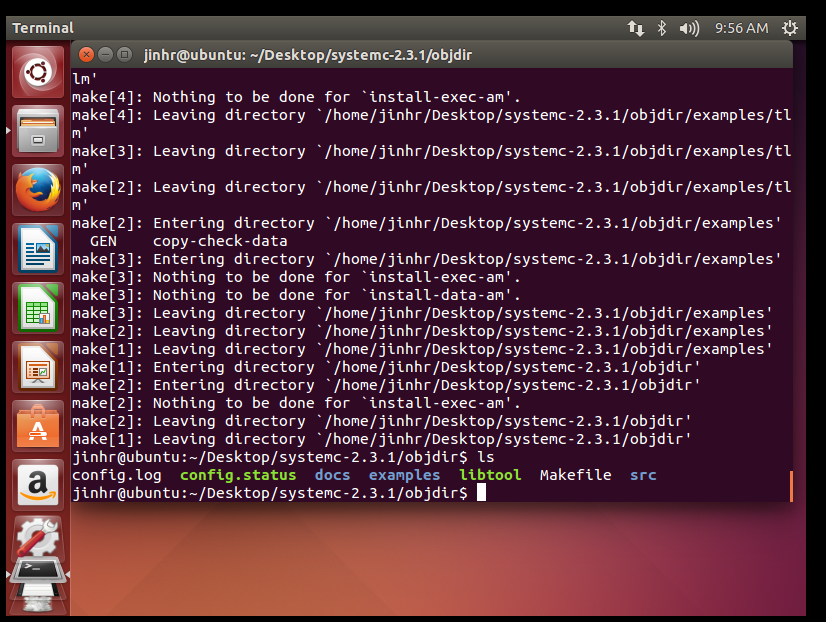 Terminal
9:56 AM
jinhr@ubuntu: ~/Desktop/systemc-2.3.1/objdir
lm'
make[4]: Nothing to be done for `install-exec-am'.
make[4]: Leaving directory `/home/jinhr/Desktop/systemc-2.3.1/objdir/examples/tl
m'
make[3]: Leaving directory `/home/jinhr/Desktop/systemc-2.3.1/objdir/examples/tl
m'
make[2]: Leaving directory `/home/jinhr/Desktop/systemc-2.3.1/objdir/examples/tl
m'
make[2]: Entering directory `/home/jinhr/Desktop/systemc-2.3.1/objdir/examples'
  GEN    copy-check-data
make[3]: Entering directory `/home/jinhr/Desktop/systemc-2.3.1/objdir/examples'
make[3]: Nothing to be done for `install-exec-am'.
make[3]: Nothing to be done for `install-data-am'.
make[3]: Leaving directory `/home/jinhr/Desktop/systemc-2.3.1/objdir/examples'
make[2]: Leaving directory `/home/jinhr/Desktop/systemc-2.3.1/objdir/examples'
make[1]: Leaving directory `/home/jinhr/Desktop/systemc-2.3.1/objdir/examples'
make[1]: Entering directory `/home/jinhr/Desktop/systemc-2.3.1/objdir'
make[2]: Entering directory `/home/jinhr/Desktop/systemc-2.3.1/objdir'
make[2]: Nothing to be done for `install-exec-am'.
make[2]: Leaving directory `/home/jinhr/Desktop/systemc-2.3.1/objdir'
make[1]: Leaving directory `/home/jinhr/Desktop/systemc-2.3.1/objdir'
jinhr@ubuntu:~/Desktop/systemc-2.3.1/objdir$ ls
config.log  config.status  docs  examples  libtool  Makefile  src
jinhr@ubuntu:~/Desktop/systemc-2.3.1/objdir$